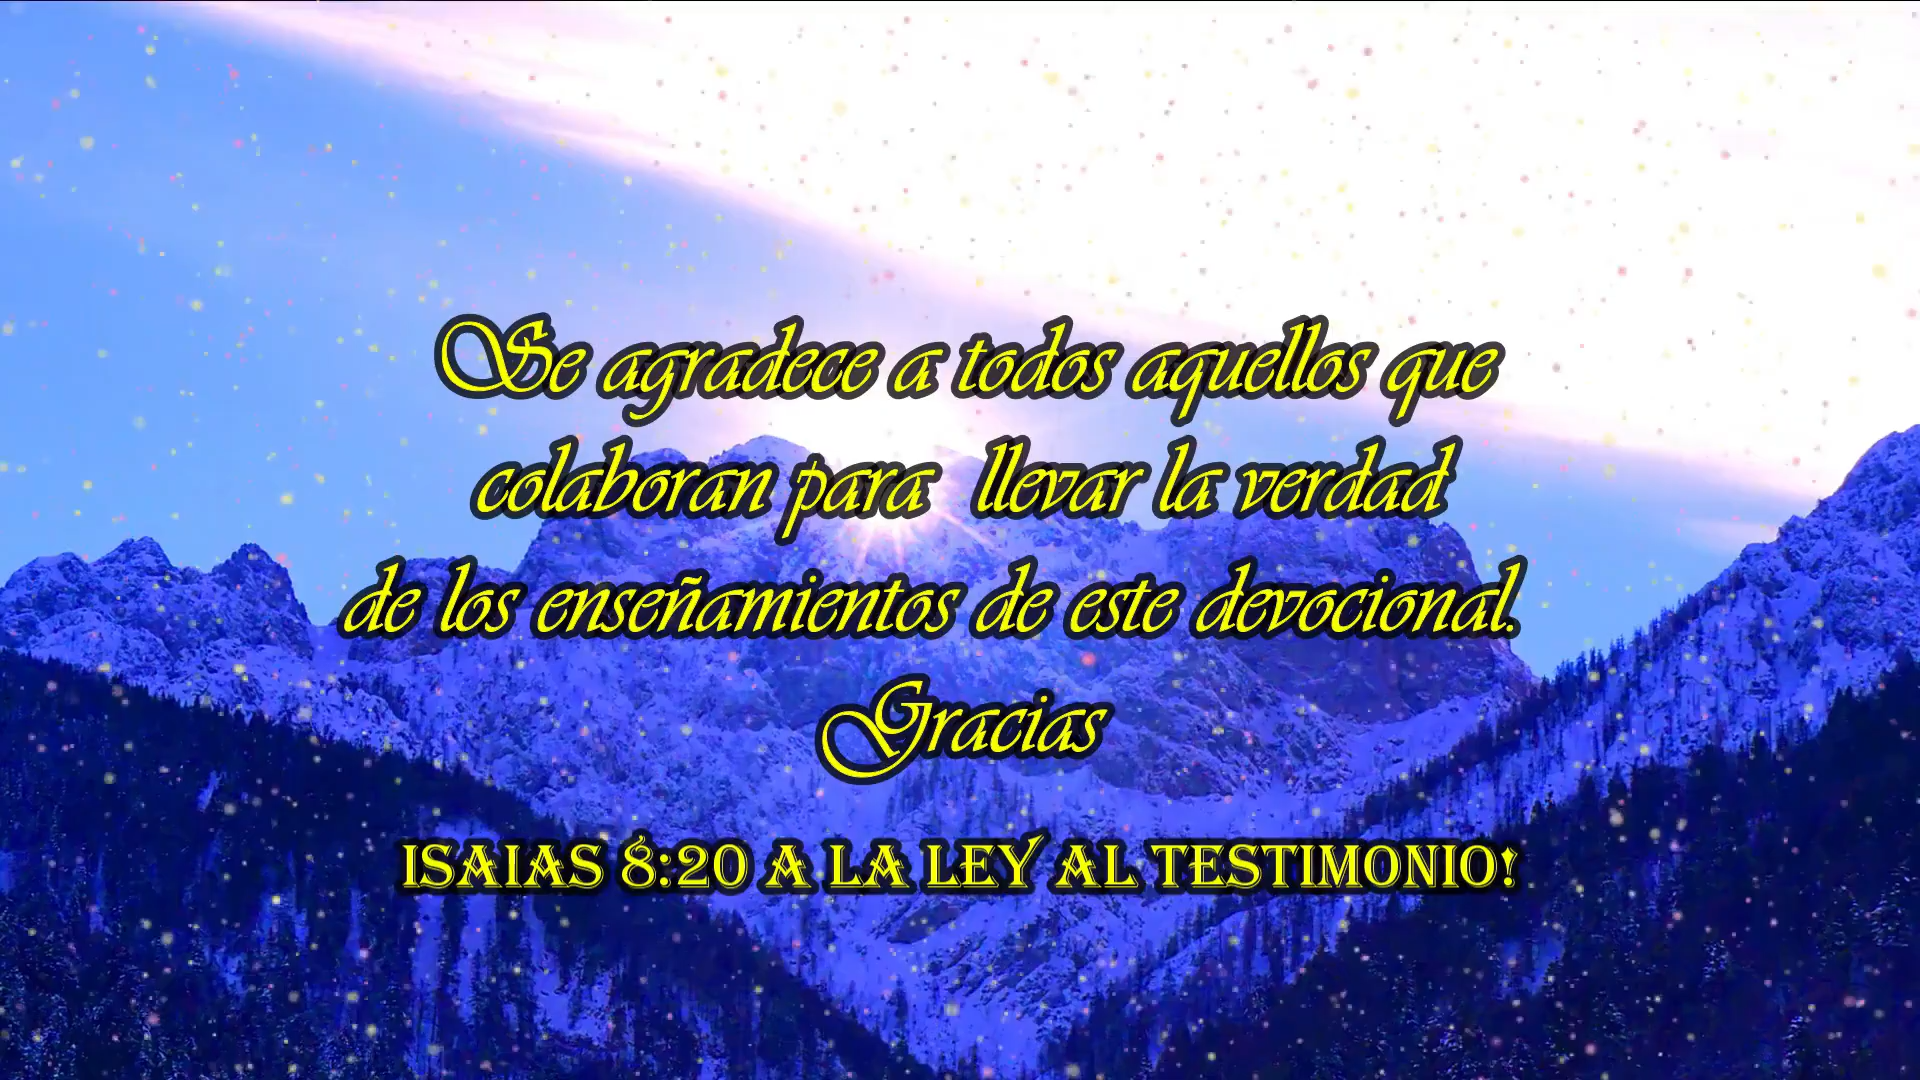 Se agradece a todos aquellos que
colaboran para llevar la verdad
de los enseñamientos de este devocional.
Gracias
ISAIAS 8:20 A LA LEY AL TESTIMONIO!